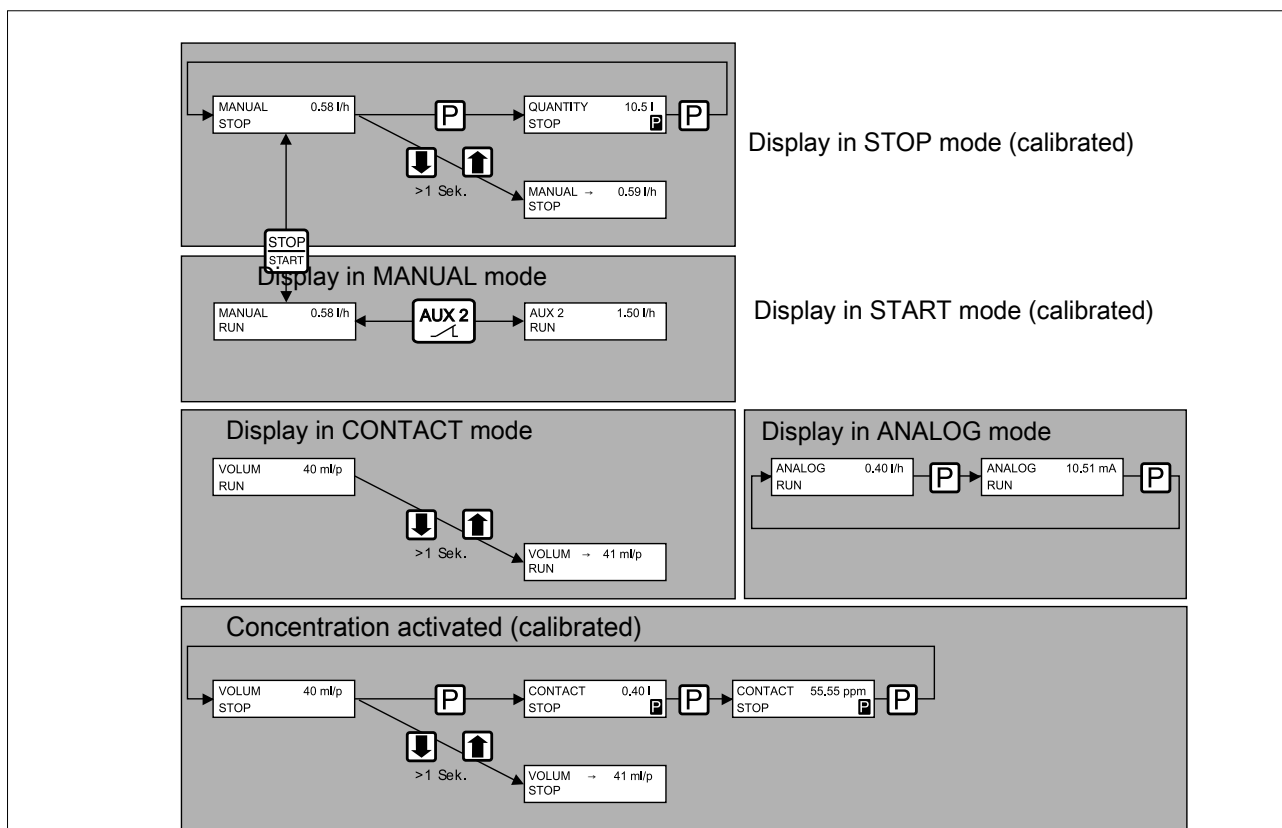 MANUAL 0.58 l/h
STOP
P
QUANTITY 10.5 l
STOP P
P
>1 Sek.
MANUAL → 0.59 l/h
STOP
Display in STOP mode (calibrated)
STOP
START
Display in MANUAL mode
MANUAL 0.58 l/h
RUN
AUX 2
AUX 2 1.50 l/h
RUN
Display in START mode (calibrated)
Display in CONTACT mode
VOLUM 40 ml/p
RUN
>1 Sek.
VOLUM → 41 ml/p
RUN
Display in ANALOG mode
ANALOG 0.40 l/h
RUN
P
ANALOG 10.51 mA
RUN
P
Concentration activated (calibrated)
VOLUM 40 ml/p
STOP
P
CONTACT 0.40 l
STOP P
P
CONTACT 55.55 ppm
STOP P
P
>1 Sek.
VOLUM → 41 ml/p
STOP